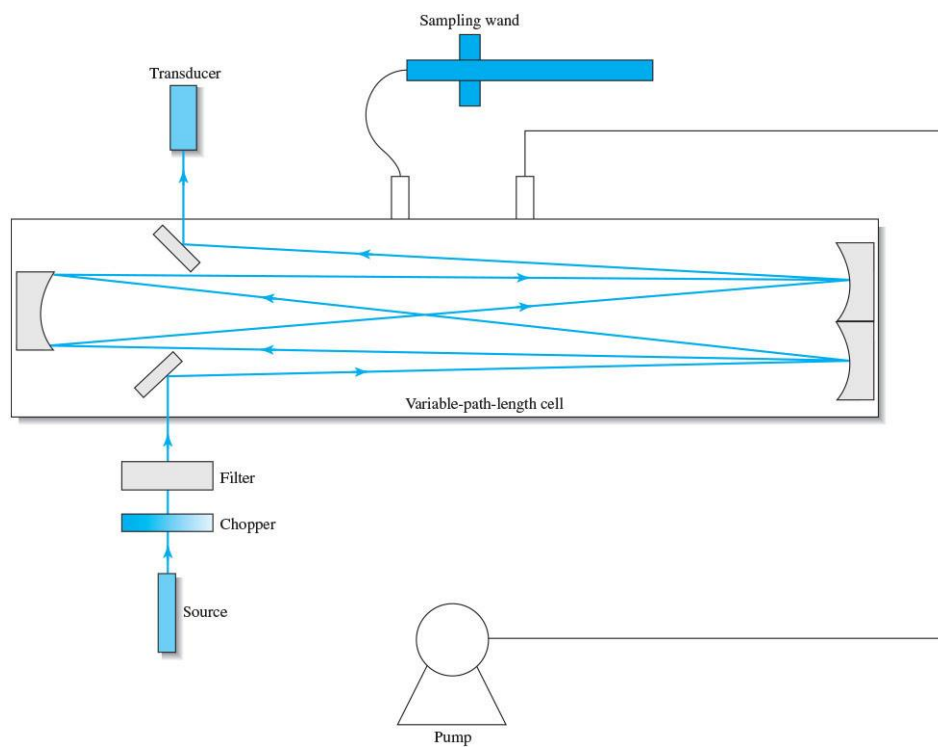 Sampling wand
Transducer
Variable-path-length cell
Filter
Chopper
Source
Pump